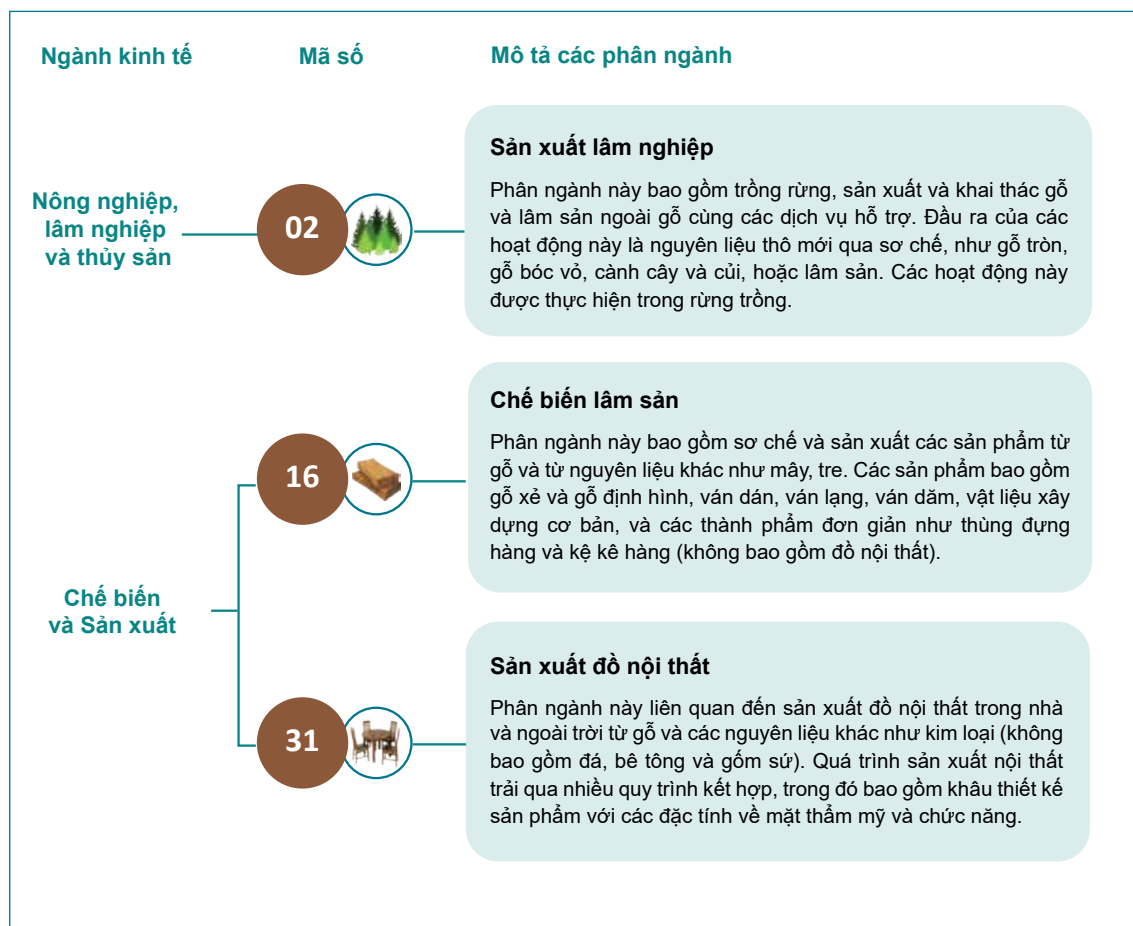 Ngành kinh tế
Mã số
Mô tả các phân ngành
Nông nghiệp,
lâm nghiệp
và thủy sản
02
Sản xuất lâm nghiệp
Phân ngành này bao gồm trồng rừng, sản xuất và khai thác gỗ
và lâm sản ngoài gỗ cùng các dịch vụ hỗ trợ. Đầu ra của các
hoạt động này là nguyên liệu thô mới qua sơ chế, như gỗ tròn,
gỗ bóc vỏ, cành cây và củi, hoặc lâm sản. Các hoạt động này
được thực hiện trong rừng trồng.
Chế biến
và Sản xuất
16
Chế biến lâm sản
Phân ngành này bao gồm sơ chế và sản xuất các sản phẩm từ
gỗ và từ nguyên liệu khác như mây, tre. Các sản phẩm bao gồm
gỗ xẻ và gỗ định hình, ván dán, ván lạng, ván dăm, vật liệu xây
dựng cơ bản, và các thành phẩm đơn giản như thùng đựng
hàng và kệ kê hàng (không bao gồm đồ nội thất).
31
Sản xuất đồ nội thất
Phân ngành này liên quan đến sản xuất đồ nội thất trong nhà
và ngoài trời từ gỗ và các nguyên liệu khác như kim loại (không
bao gồm đá, bê tông và gốm sứ). Quá trình sản xuất nội thất
trải qua nhiều quy trình kết hợp, trong đó bao gồm khâu thiết kế
sản phẩm với các đặc tính về mặt thẩm mỹ và chức năng.